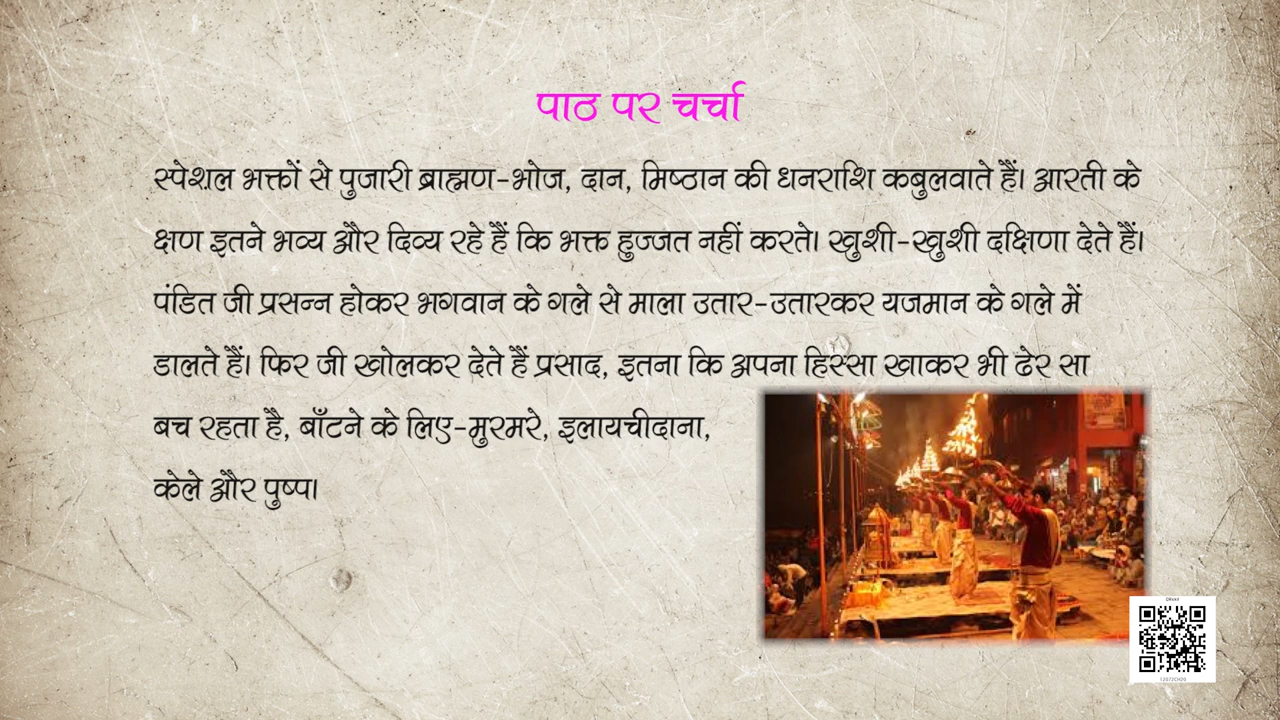 पाठ पर चर्चा
स्पेशल भक्तों से पुजारी ब्राह्मण-भोज, दान, मिष्ठान की धनराशि कबुलवाते हैं। आरती के
क्षण इतने भव्य और दिव्य रहे हैं कि भक्त हुज्जत नहीं करते। खुशी-खुशी दक्षिणा देते हैं।
पंडित जी प्रसन्न होकर भगवान के गले से माला उतार-उतारकर यजमान के गले में
डालते हैं। फिर जी खोलकर देते हैं प्रसाद, इतना कि अपना हिस्सा खाकर भी ढेर सा
बच रहता है, बाँटने के लिए-मुरमरे, इलायचीदाना,
केले और पुष्प।
12072CH20